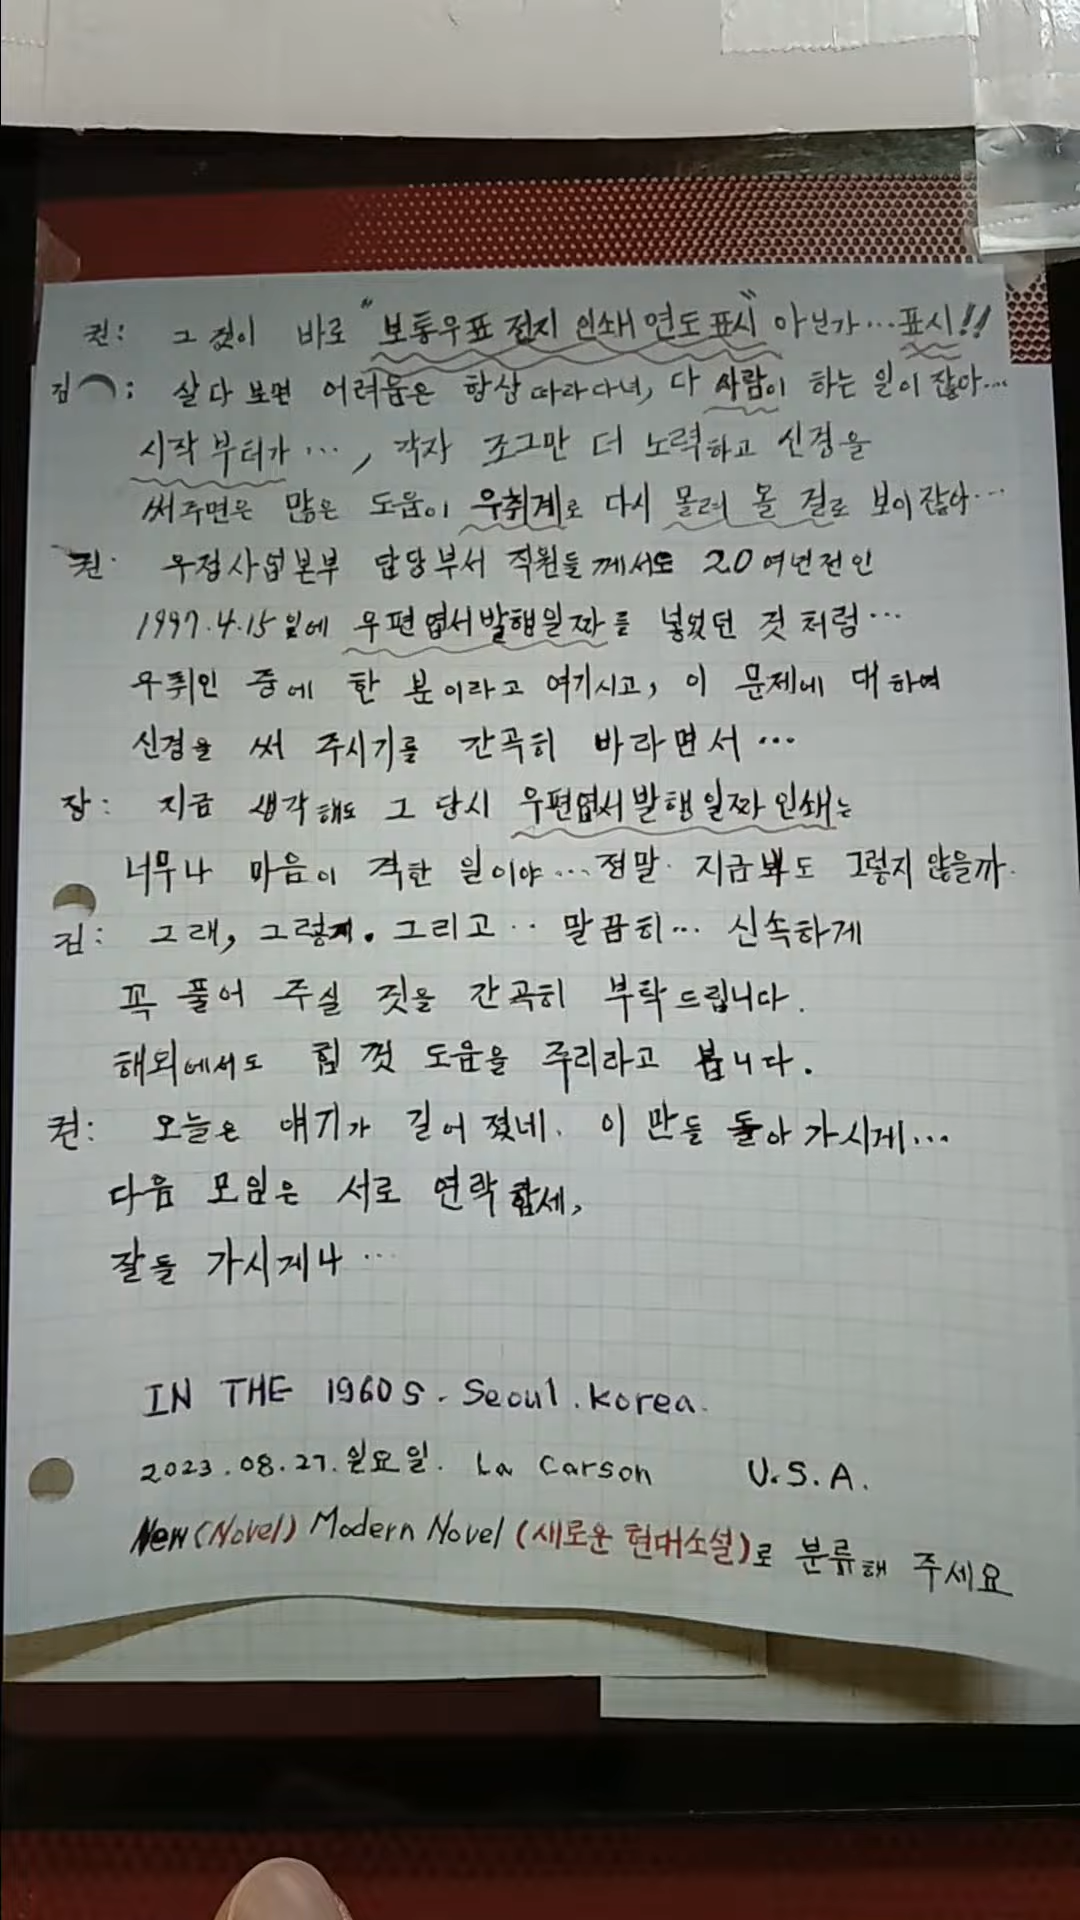 권: 그것이 바로 "보통우표 전지 인쇄 연도 표시" 아닌가... 표시!!
김: 살다 보면 어려움은 항상 따라다녀, 다 사람이 하는 일이 잖아...
시작 부터가 ..., 각자 조그만 더 노력하고 신경을
써주면은 많은 도움이 우취계로 다시 몰려 올 걸로 보이잖아...
권: 우정사업본부 담당부서 직원들 께서도 20여년전인
1997.4.15일에 우편엽서발행일짜를 넣었던 것 처럼...
우취인 중에 한 분이라고 여기시고, 이 문제에 대하여
신경을 써 주시기를 간곡히 바라면서 ...
장: 지금 생각해도 그 당시 우편엽서발행일짜 인쇄는
너무나 마음이 격한 일이야... 정말. 지금봐도 그렇지 않을까.
김: 그래, 그렇지. 그리고.. 말끔히... 신속하게
꼭 풀어 주실 것을 간곡히 부탁드립니다.
해외에서도 힘껏 도움을 주리라고 봅니다.
권: 오늘은 얘기가 길어 졌네. 이만들 돌아가시게...
다음 모임은 서로 연락 함세,
잘들 가시게나 ...
IN THE 1960S. Seoul. Korea.
2023.08.27.일요일. La Carson U.S.A.
New(Novel) Modern Novel (새로운 현대소설)로 분류해 주세요